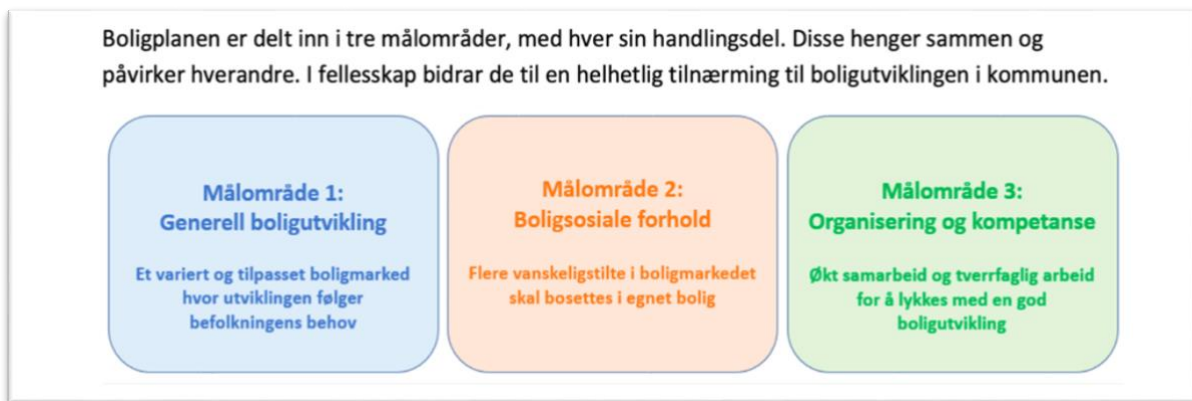 Boligplanen er delt inn i tre målområder, med hver sin handlingsdel. Disse henger sammen og
påvirker hverandre. I fellesskap bidrar de til en helhetlig tilnærming til boligutviklingen i kommunen.
Målområde 1:
Generell boligutvikling
Et variert og tilpasset boligmarked
hvor utviklingen følger
befolkningens behov
Målområde 2:
Boligsosiale forhold
Flere vanskeligstilte i boligmarkedet
skal bosettes i egnet bolig
Målområde 3:
Organisering og kompetanse
Økt samarbeid og tverrfaglig arbeid
for å lykkes med en god
boligutvikling